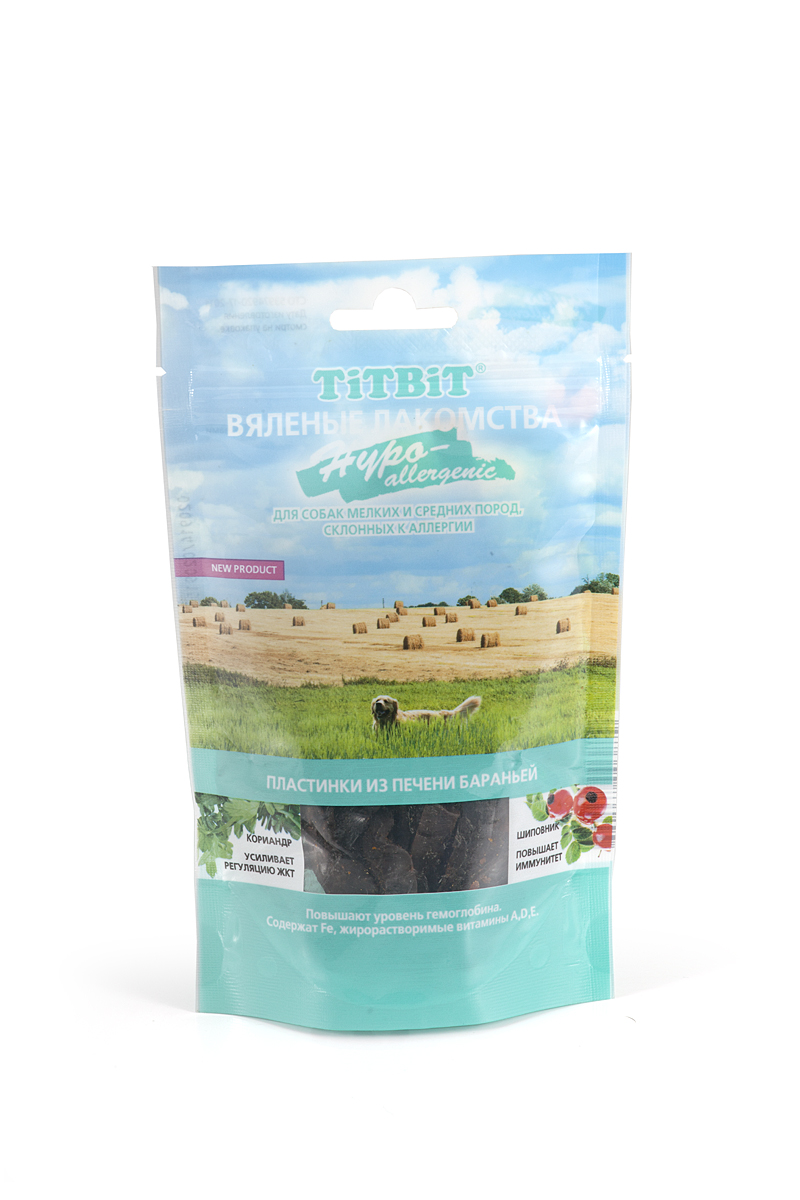 TiTBiT®
ВЯЛЕНЫЕ ЛАКОМСТВА
Hypo-
allergenic
ДЛЯ СОБАК МЕЛКИХ И СРЕДНИХ ПОРОД,
СКЛОННЫХ К АЛЛЕРГИИ
NEW PRODUCT
ПЛАСТИНКИ ИЗ ПЕЧЕНИ БАРАНЬЕЙ
КОРИАНДР
УСИЛИВАЕТ
РЕГУЛЯЦИЮ ЖКТ
ШИПОВНИК
ПОВЫШАЕТ
ИММУНИТЕТ
Повышают уровень гемоглобина.
Содержат Fe, жирорастворимые витамины A,D,E.